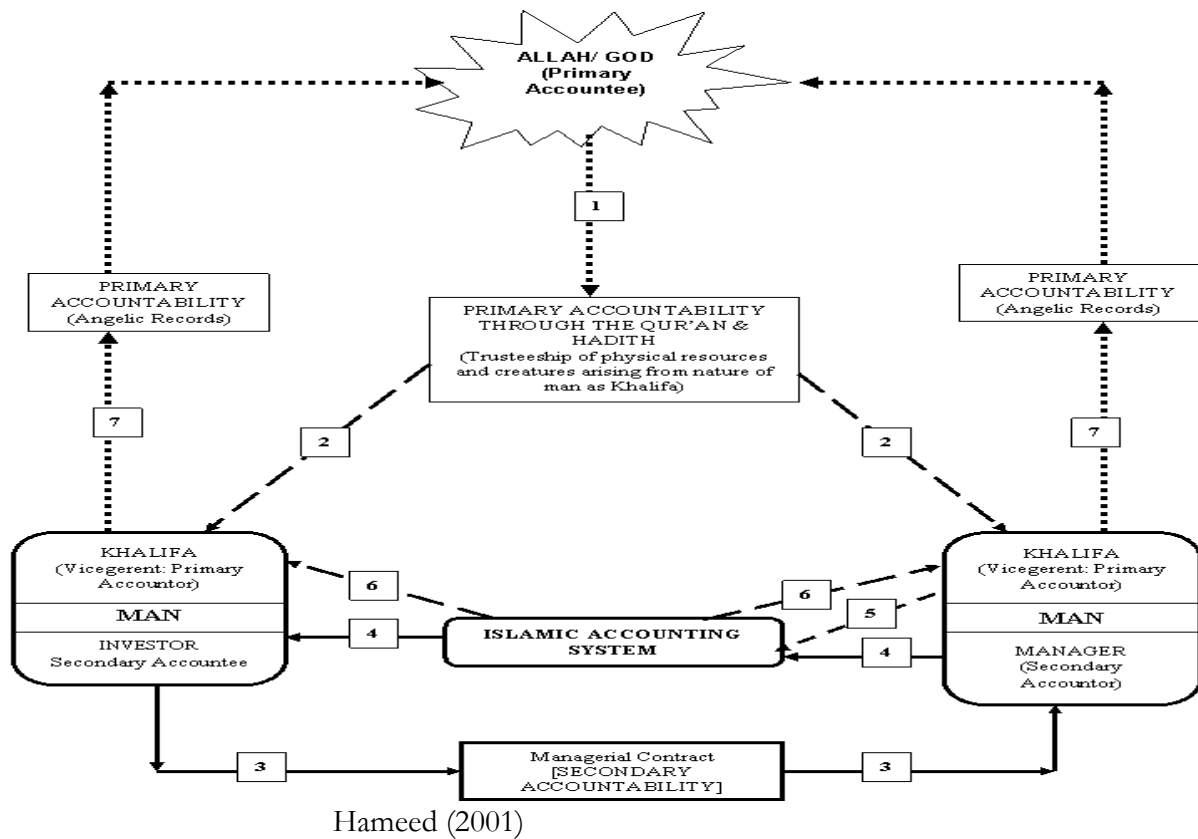 ALLAH/ GOD
(Primary
Accountee)
1
PRIMARY
ACCOUNTABILITY
(Angelic Records)
PRIMARY ACCOUNTABILITY
THROUGH THE QUR'AN &
HADITH
(Trusteeship of physical resources
and creatures arising from nature of
man as Khalifa)
PRIMARY
ACCOUNTABILITY
(Angelic Records)
7
2
2
7
KHALIFA
(Vicegerent: Primary
Accountor)
MAN
INVESTOR
Secondary Accountee
6
4
ISLAMIC ACCOUNTING
SYSTEM
6
5
4
KHALIFA
(Vicegerent: Primary
Accountor)
MAN
MANAGER
(Secondary
Accountor)
3
Managerial Contract
[SECONDARY
ACCOUNTABILITY]
3
Hameed (2001)